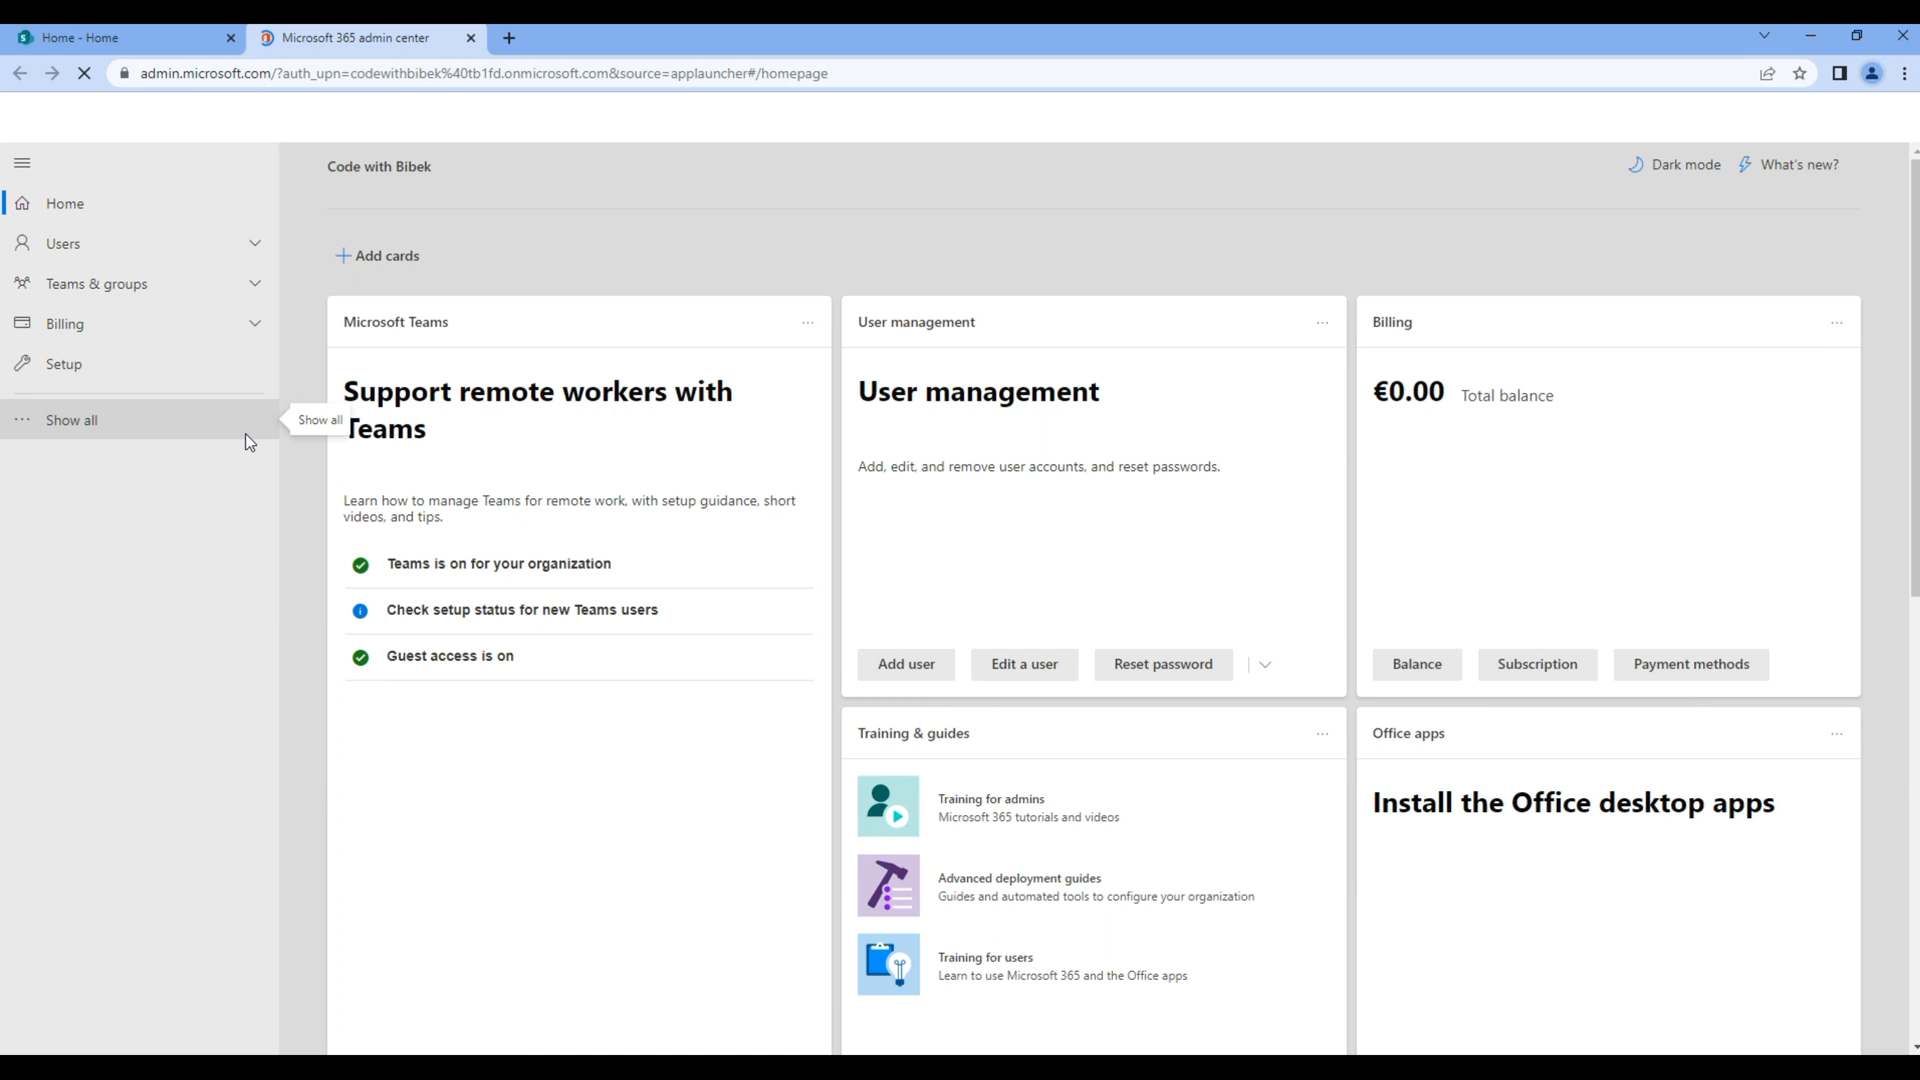 Home - Home
Microsoft 365 admin center
admin.microsoft.com/?auth_upn=codewithbibek%40tb1fd.onmicrosoft.com&source=applauncher#/homepage
Code with Bibek
Dark mode
What's new?
Home
Users
Teams & groups
Billing
Setup
Show all
Show all
Add cards
Microsoft Teams
Support remote workers with
Teams
Learn how to manage Teams for remote work, with setup guidance, short
videos, and tips.
Teams is on for your organization
Check setup status for new Teams users
Guest access is on
User management
User management
Add, edit, and remove user accounts, and reset passwords.
Add user
Edit a user
Reset password
Billing
€0.00 Total balance
Balance
Subscription
Payment methods
Training & guides
Training for admins
Microsoft 365 tutorials and videos
Advanced deployment guides
Guides and automated tools to configure your organization
Training for users
Learn to use Microsoft 365 and the Office apps
Office apps
Install the Office desktop apps